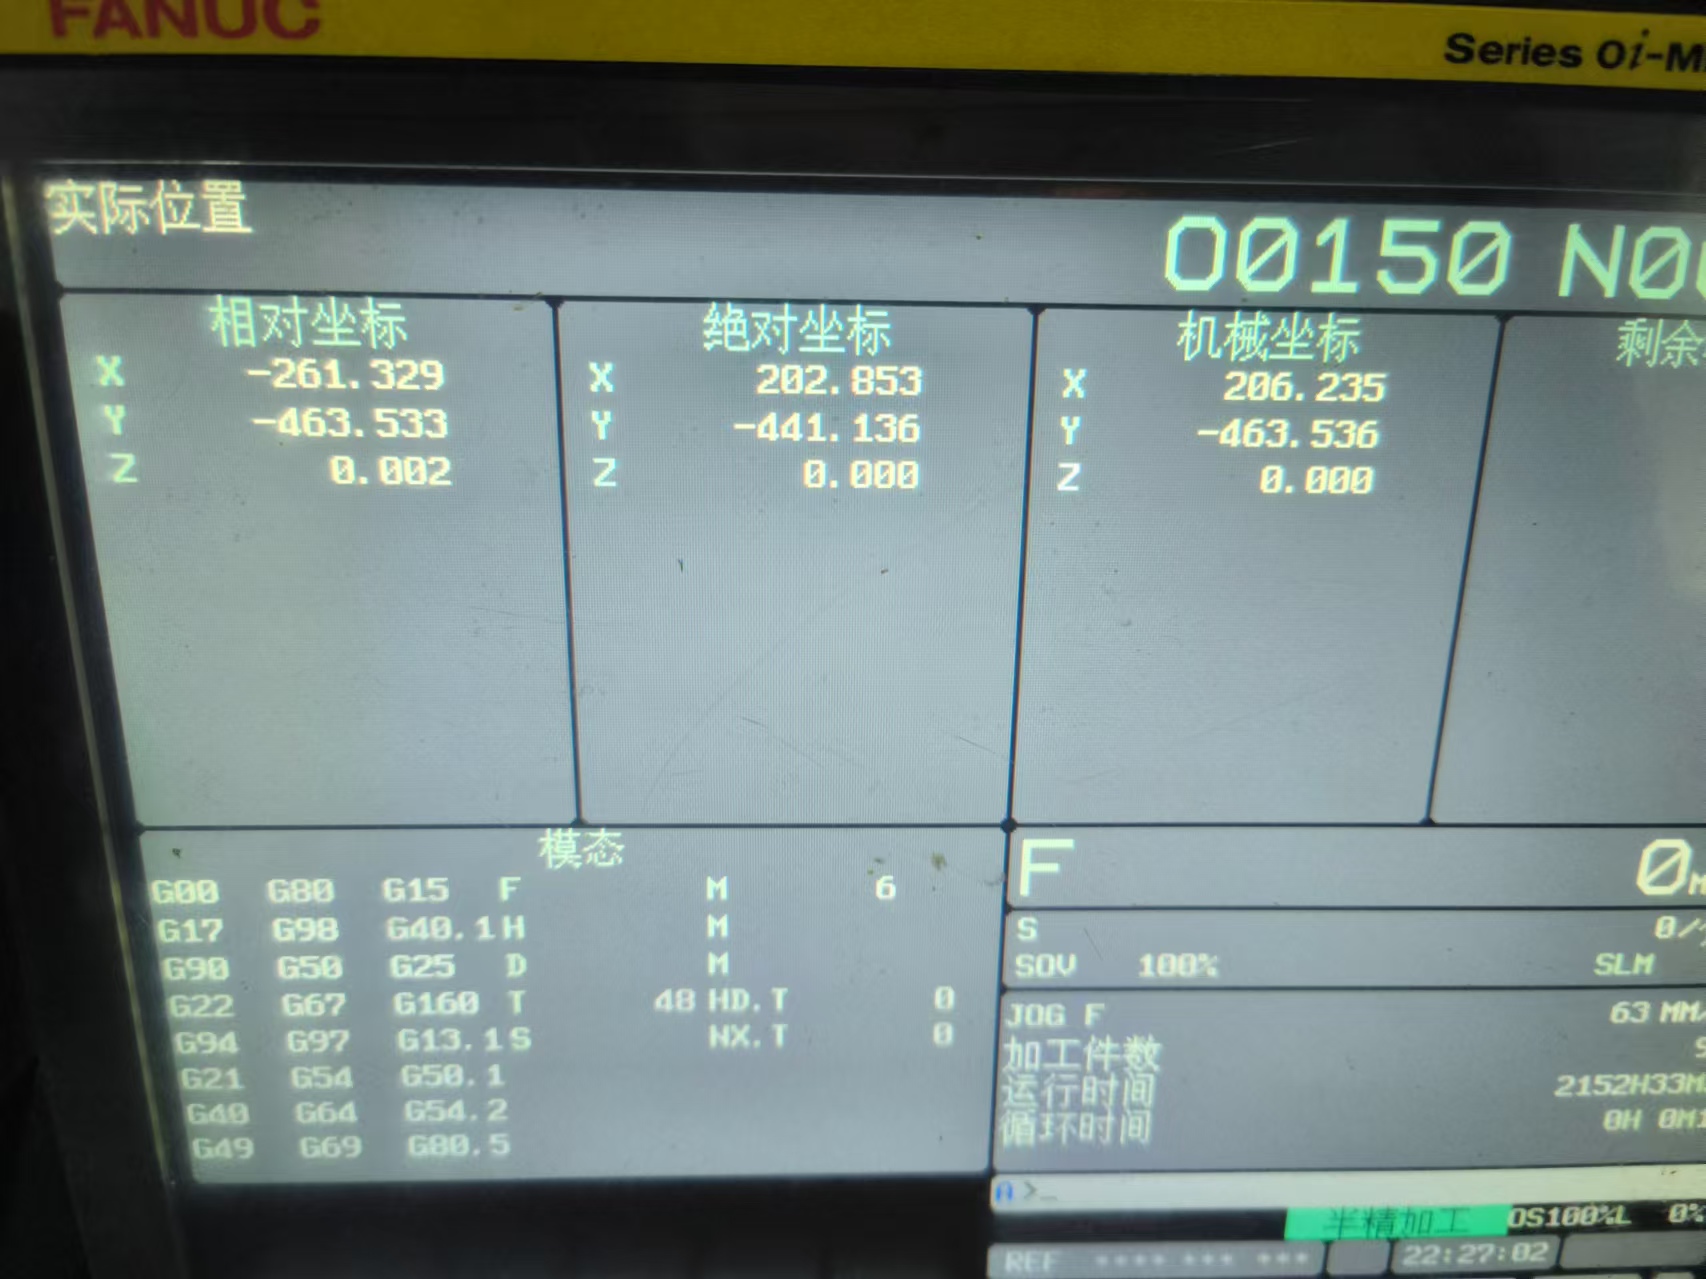 FANUC
Series 0i-M
实际位置
O0150 N00
相对坐标
X -261.329
Y -463.533
Z 0.002
绝对坐标
X 202.853
Y -441.136
Z 0.000
机械坐标
X 206.235
Y -463.536
Z 0.000
剩余
模态
G00 G80 G15 F M 6
G17 G98 G40.1 H M
G90 G50 G25 D M
G22 G67 G160 T 48 HD.T 0
G94 G97 G13.1 S NX.T 0
G21 G54 G50.1
G40 G64 G54.2
G49 G69 G80.5
F 0
S 0/
SOV 100% SLM
JOG F 63 MM/
加工件数
运行时间 2152H33M
循环时间 0H 0M
A >_
半精加工 OS100%L 0%
REF **** *** ***
22:27:02